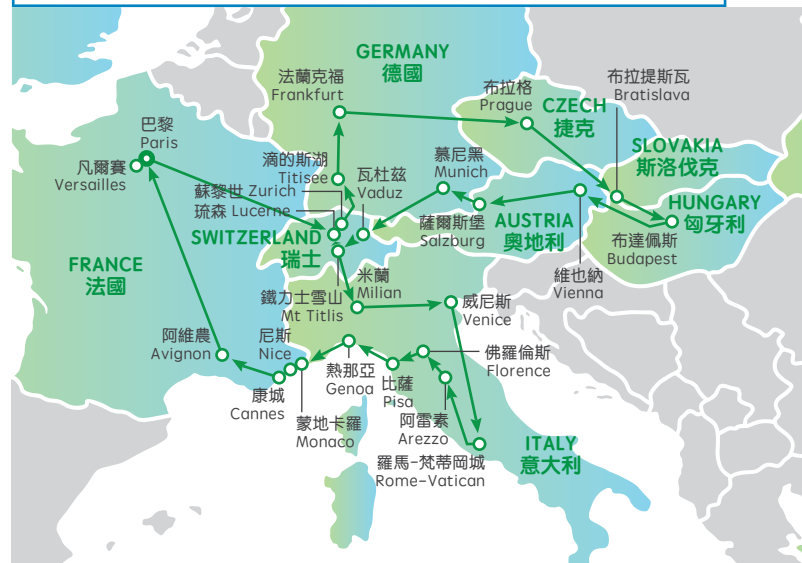 GERMANY
德國
法蘭克福
Frankfurt
布拉格
Prague
CZECH
捷克
布拉提斯瓦
Bratislava
巴黎
Paris
凡爾賽
Versailles
滴的斯湖
Titisee
瓦杜茲
Vaduz
慕尼黑
Munich
SLOVAKIA
斯洛伐克
蘇黎世 Zurich
琉森 Lucerne
HUNGARY
匈牙利
SWITZERLAND
瑞士
薩爾斯堡
Salzburg
AUSTRIA
奧地利
布達佩斯
Budapest
FRANCE
法國
鐵力士雪山
Mt Titlis
米蘭
Milian
威尼斯
Venice
維也納
Vienna
阿維農
Avignon
尼斯
Nice
熱那亞
Genoa
比薩
Pisa
佛羅倫斯
Florence
康城
Cannes
蒙地卡羅
Monaco
阿雷素
Arezzo
羅馬-梵蒂岡城
Rome-Vatican
ITALY
意大利